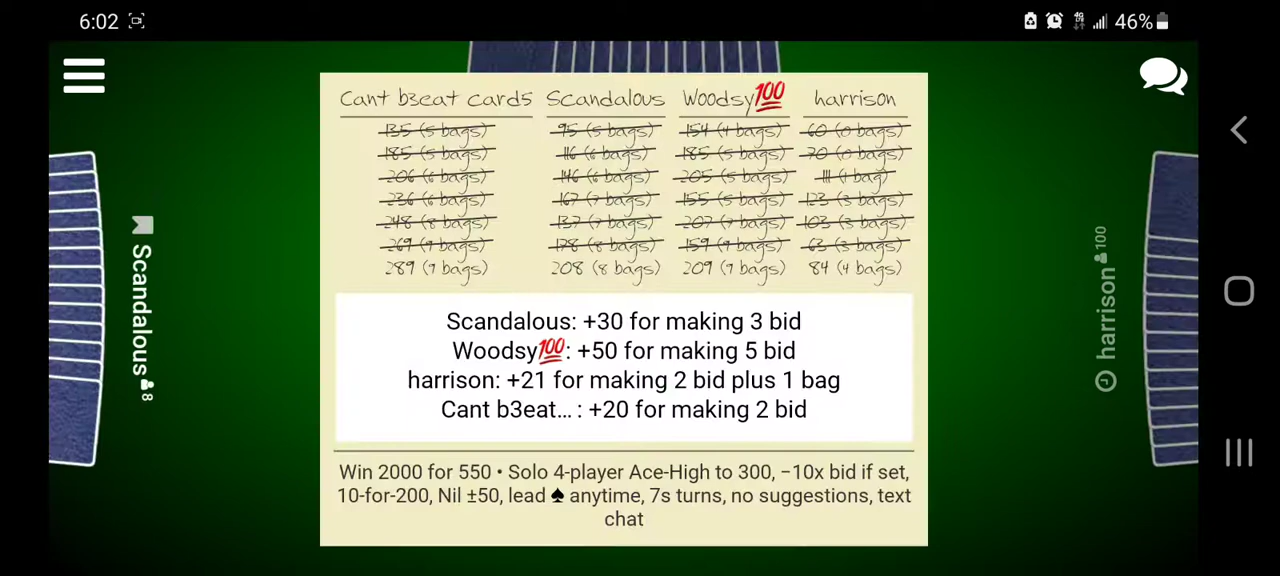 6:02 46%
Cant b3eat cards Scandalous Woodsy💯 harrison
135 (5 bags) 95 (5 bags) 154 (4 bags) 60 (0 bags)
185 (5 bags) 116 (6 bags) 185 (5 bags) 70 (0 bags)
206 (6 bags) 146 (6 bags) 205 (5 bags) 111 (1 bag)
236 (6 bags) 167 (7 bags) 155 (5 bags) 123 (3 bags)
248 (8 bags) 137 (7 bags) 207 (7 bags) 103 (3 bags)
269 (9 bags) 178 (8 bags) 159 (9 bags) 63 (3 bags)
289 (9 bags) 208 (8 bags) 209 (9 bags) 84 (4 bags)
Scandalous: +30 for making 3 bid
Woodsy💯: +50 for making 5 bid
harrison: +21 for making 2 bid plus 1 bag
Cant b3eat... : +20 for making 2 bid
Win 2000 for 550 • Solo 4-player Ace-High to 300, −10x bid if set,
10-for-200, Nil ±50, lead ♠ anytime, 7s turns, no suggestions, text
chat
Scandalous 8
harrison 100